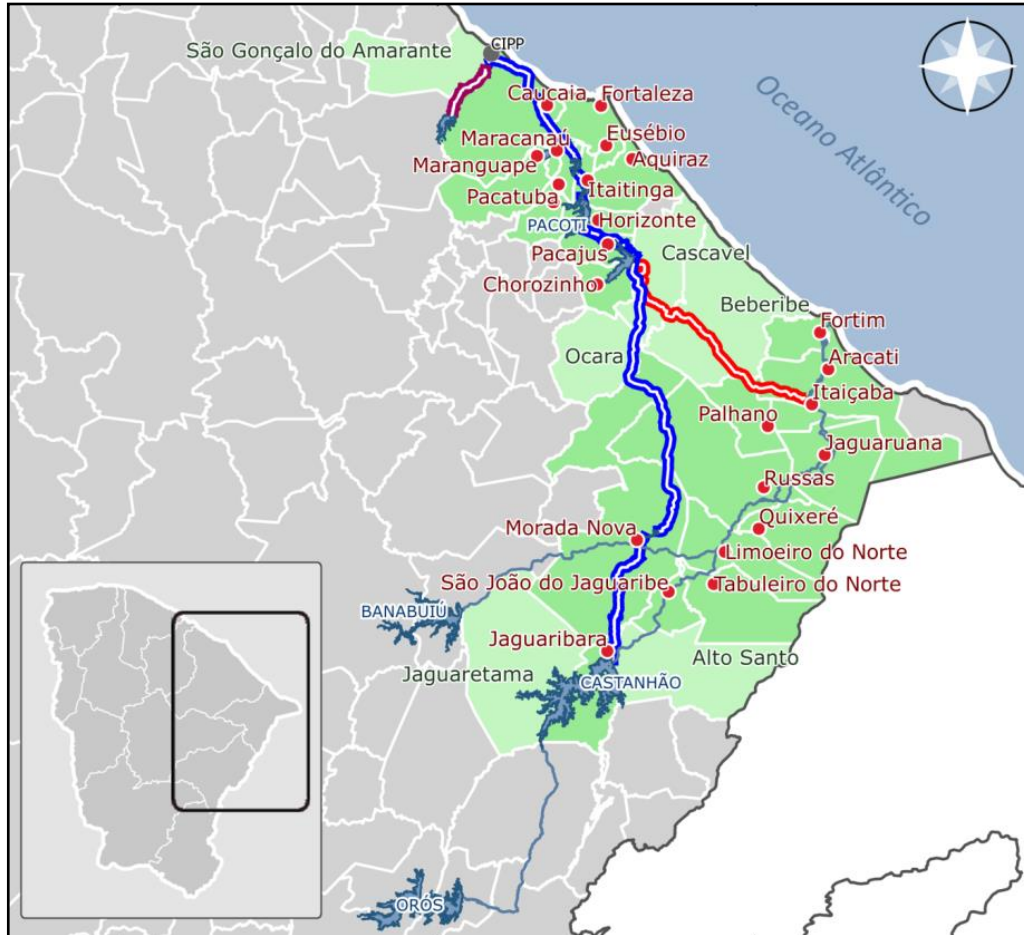 CIPP
São Gonçalo do Amarante
Caucaia
Fortaleza
Oceano Atlântico
Maracanaú
Eusébio
Maranguape
Aquiraz
Pacatuba
Itaitinga
PACOTI
Horizonte
Pacajus
Cascavel
Chorozinho
Beberibe
Fortim
Ocara
Aracati
Itaiçaba
Palhano
Jaguaruana
Russas
Quixeré
Morada Nova
Limoeiro do Norte
São João do Jaguaribe
Tabuleiro do Norte
BANABUIÚ
Jaguaribara
Alto Santo
Jaguaretama
CASTANHÃO
ORÓS